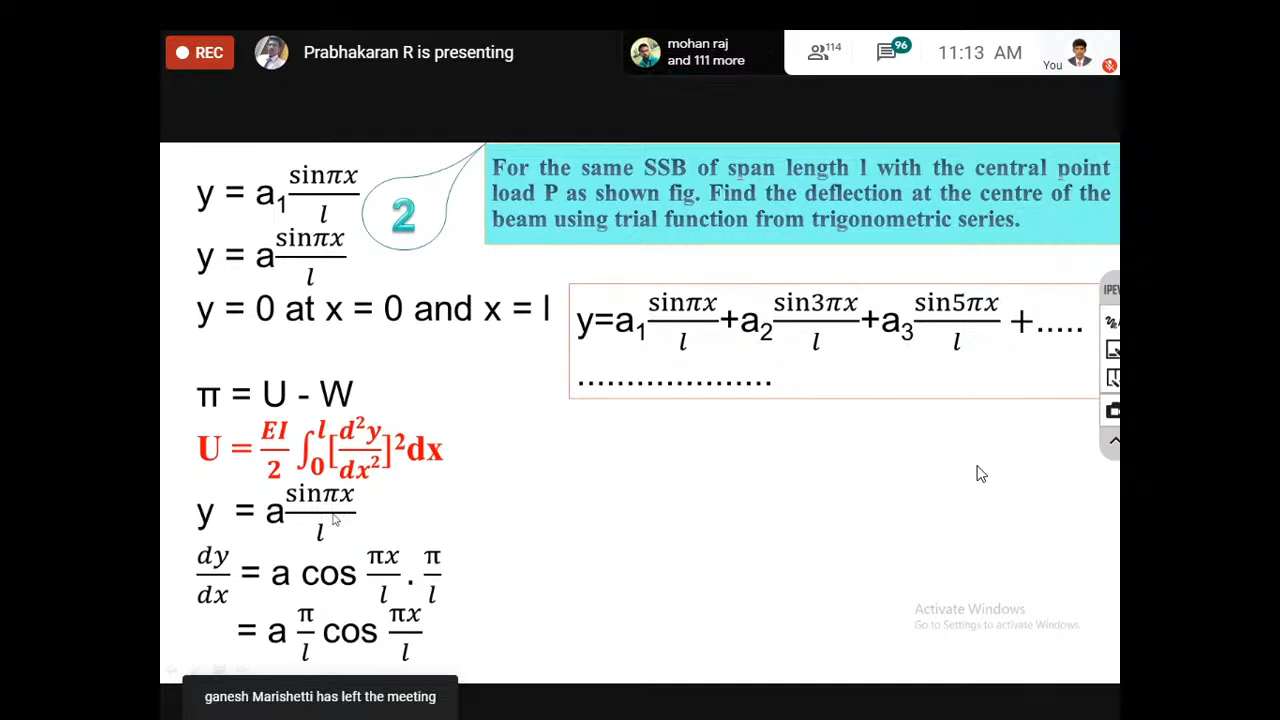 REC
Prabhakaran R is presenting
mohan raj
and 111 more
114
96
11:13 AM
You
2
For the same SSB of span length l with the central point
load P as shown fig. Find the deflection at the centre of the
beam using trial function from trigonometric series.
y = a₁ sinπx/l
y = a sinπx/l
y = 0 at x = 0 and x = l
y=a₁ sinπx/l +a₂ sin3πx/l +a₃ sin5πx/l +.....
....................
π = U - W
U = EI/2 ∫₀ˡ[d²y/dx²]²dx
y = a sinπx/l
dy/dx = a cos πx/l . π/l
= a π/l cos πx/l
Activate Windows
Go to Settings to activate Windows.
ganesh Marishetti has left the meeting